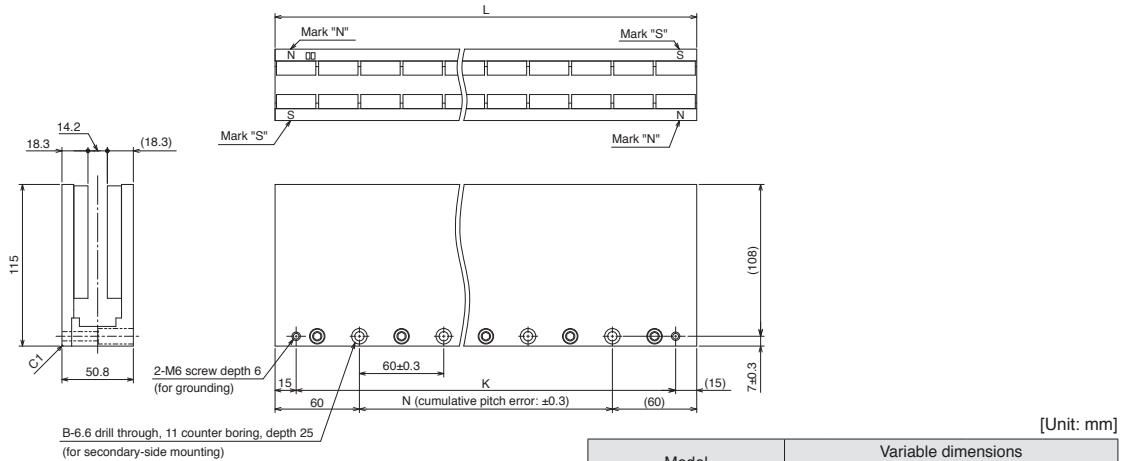 L
Mark "N"
Mark "S"
N
S
S
N
Mark "S"
Mark "N"
14.2
18.3
(18.3)
115
(108)
C1
50.8
2-M6 screw depth 6
(for grounding)
60±0.3
15
K
(15)
7±0.3
60
N (cumulative pitch error: ±0.3)
(60)
B-6.6 drill through, 11 counter boring, depth 25
(for secondary-side mounting)
[Unit: mm]
Variable dimensions
Model